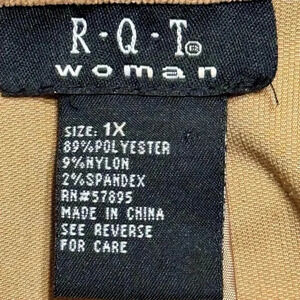 R·Q·T®
woman
SIZE: 1X
89%POLYESTER
9%NYLON
2%SPANDEX
RN#57895
MADE IN CHINA
SEE REVERSE
FOR CARE